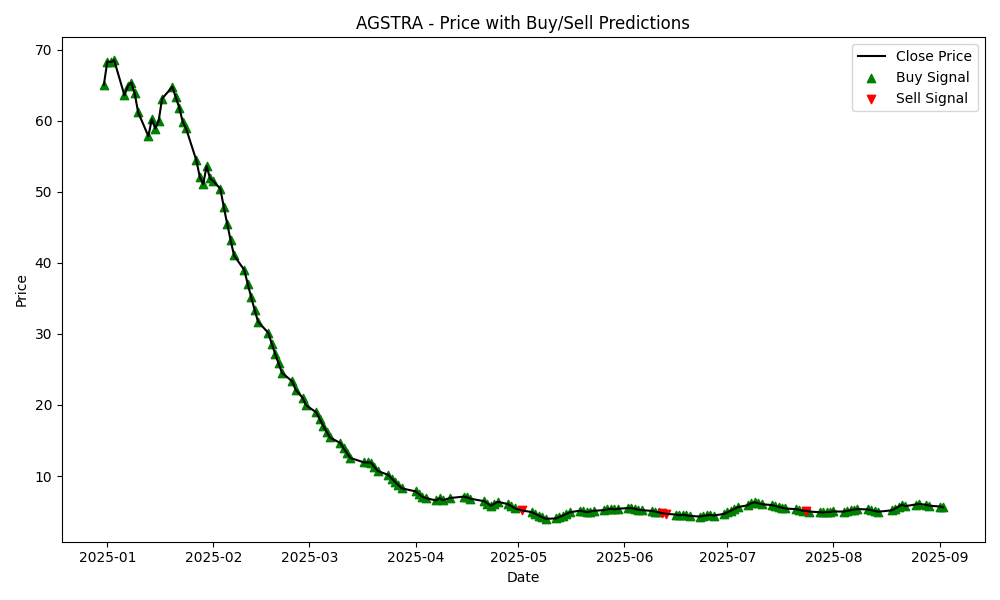 AGSTRA - Price with Buy/Sell Predictions
Close Price
Buy Signal
Sell Signal
Price
70
60
50
40
30
20
10
2025-01 2025-02 2025-03 2025-04 2025-05 2025-06 2025-07 2025-08 2025-09
Date